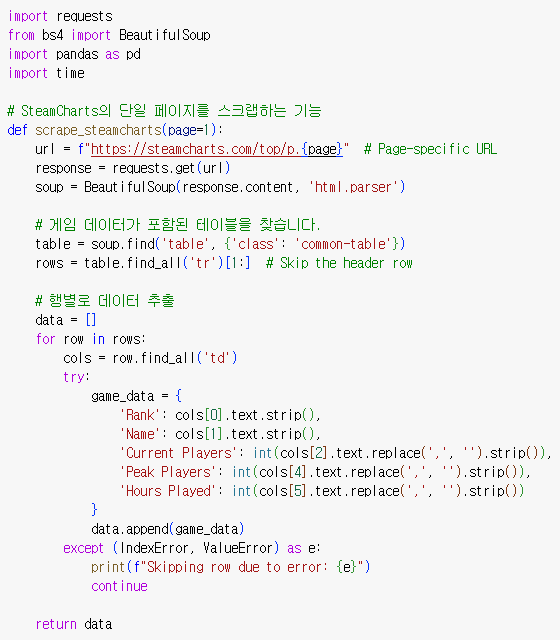 import requests
from bs4 import BeautifulSoup
import pandas as pd
import time

# SteamCharts의 단일 페이지를 스크랩하는 기능
def scrape_steamcharts(page=1):
    url = f"https://steamcharts.com/top/p.{page}"  # Page-specific URL
    response = requests.get(url)
    soup = BeautifulSoup(response.content, 'html.parser')

    # 게임 데이터가 포함된 테이블을 찾습니다.
    table = soup.find('table', {'class': 'common-table'})
    rows = table.find_all('tr')[1:]  # Skip the header row

    # 행별로 데이터 추출
    data = []
    for row in rows:
        cols = row.find_all('td')
        try:
            game_data = {
                'Rank': cols[0].text.strip(),
                'Name': cols[1].text.strip(),
                'Current Players': int(cols[2].text.replace(',', '').strip()),
                'Peak Players': int(cols[4].text.replace(',', '').strip()),
                'Hours Played': int(cols[5].text.replace(',', '').strip())
            }
            data.append(game_data)
        except (IndexError, ValueError) as e:
            print(f"Skipping row due to error: {e}")
            continue

    return data